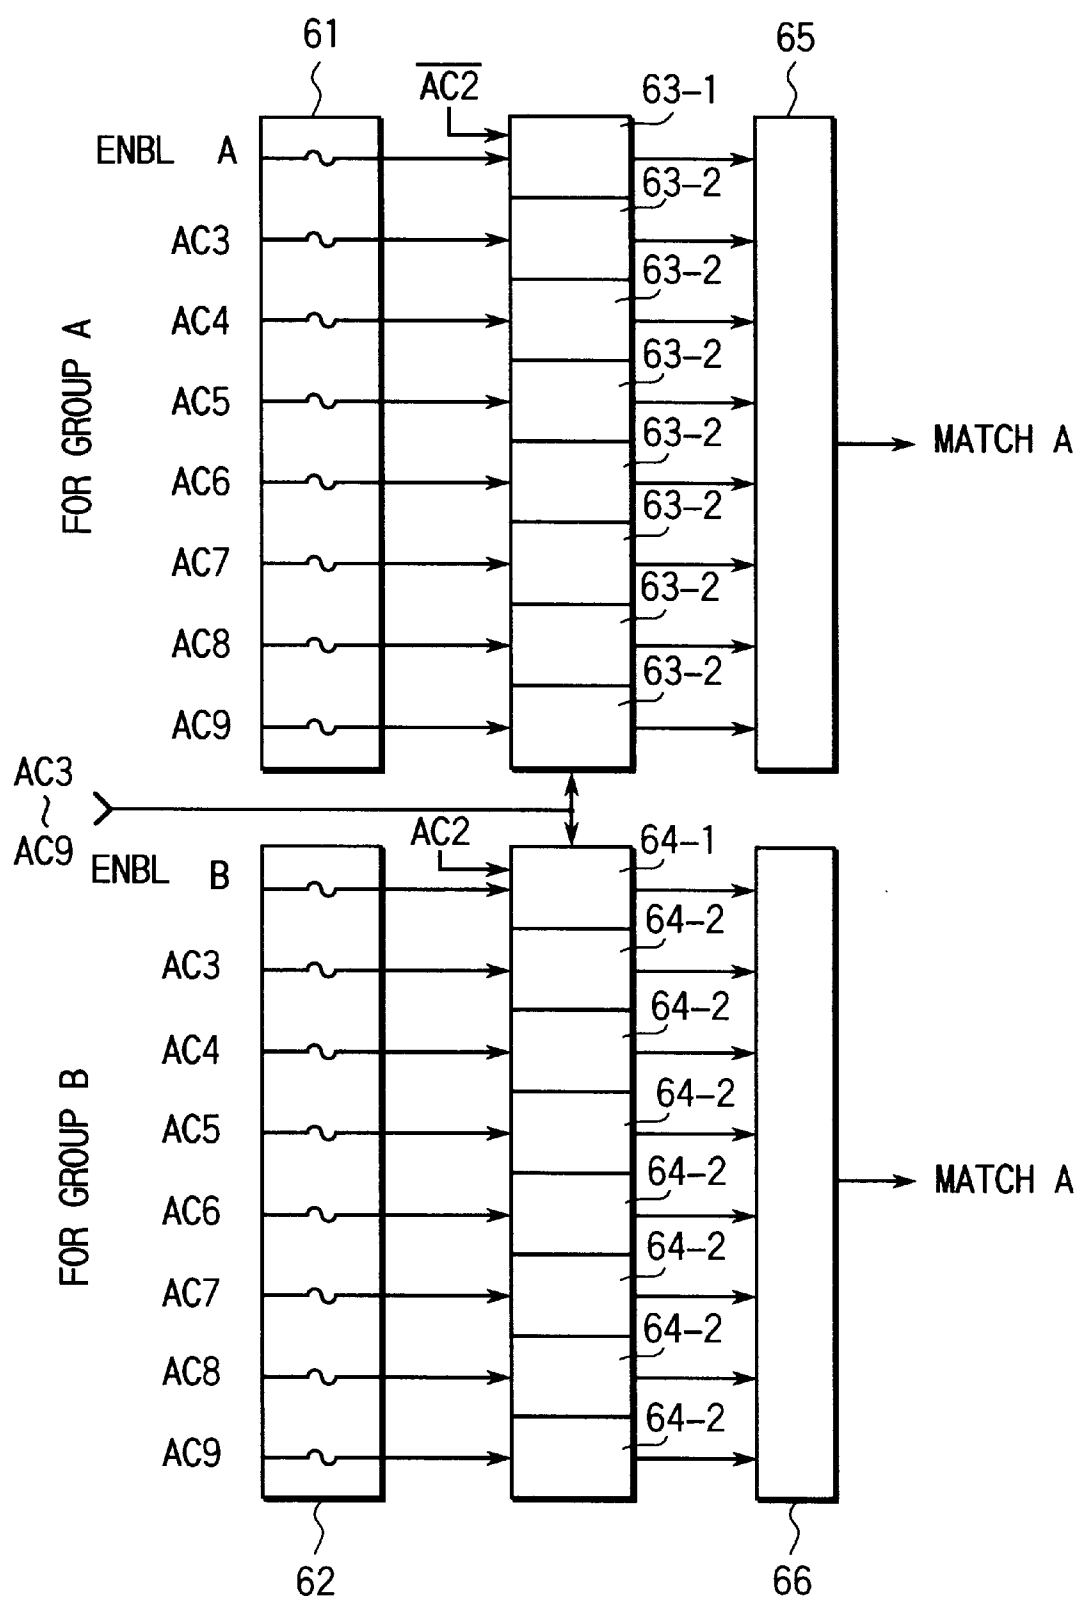 61
65
AC2
63-1
ENBL A
63-2
AC3
63-2
AC4
63-2
AC5
63-2
FOR GROUP A
MATCH A
AC6
63-2
AC7
63-2
AC8
63-2
AC9
AC3
~
AC9
AC2
64-1
ENBL B
64-2
AC3
64-2
AC4
64-2
AC5
64-2
FOR GROUP B
MATCH A
AC6
64-2
AC7
64-2
AC8
64-2
AC9
62
66